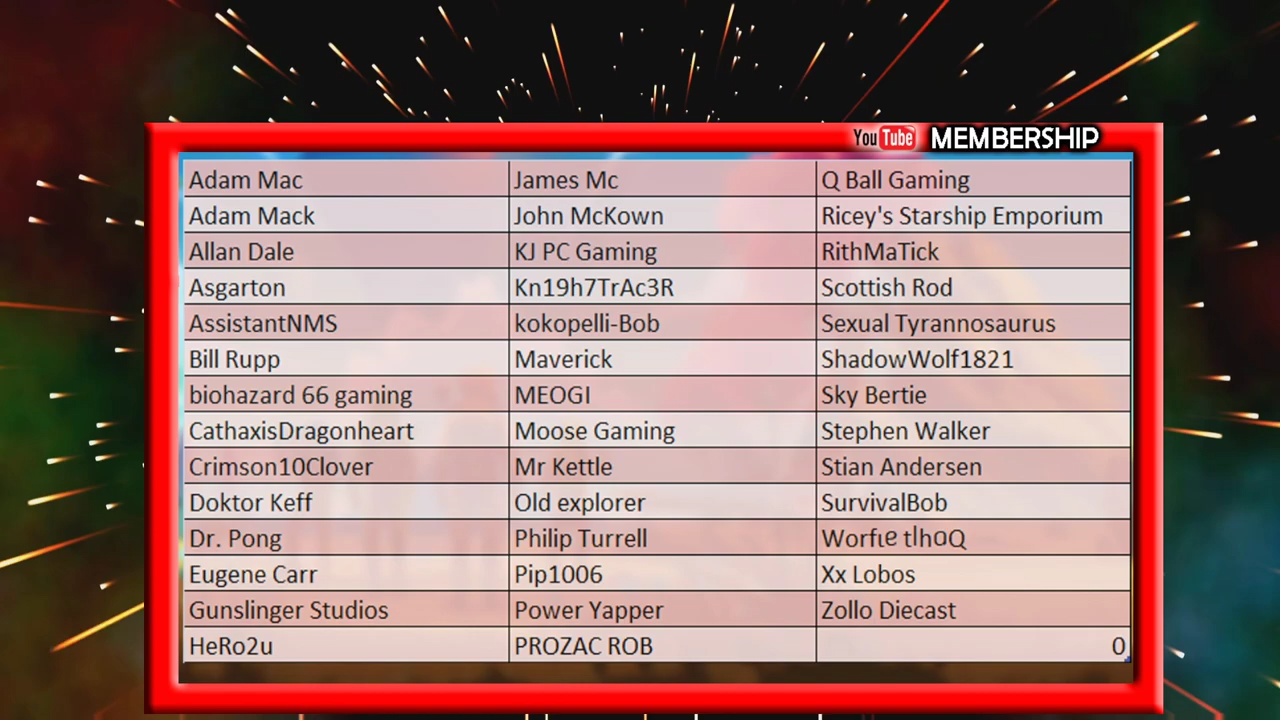 YouTube MEMBERSHIP
Adam Mac James Mc Q Ball Gaming
Adam Mack John McKown Ricey's Starship Emporium
Allan Dale KJ PC Gaming RithMaTick
Asgarton Kn19h7TrAc3R Scottish Rod
AssistantNMS kokopelli-Bob Sexual Tyrannosaurus
Bill Rupp Maverick ShadowWolf1821
biohazard 66 gaming MEOGI Sky Bertie
CathaxisDragonheart Moose Gaming Stephen Walker
Crimson10Clover Mr Kettle Stian Andersen
Doktor Keff Old explorer SurvivalBob
Dr. Pong Philip Turrell Worfıe tlhaQ
Eugene Carr Pip1006 Xx Lobos
Gunslinger Studios Power Yapper Zollo Diecast
HeRo2u PROZAC ROB 0